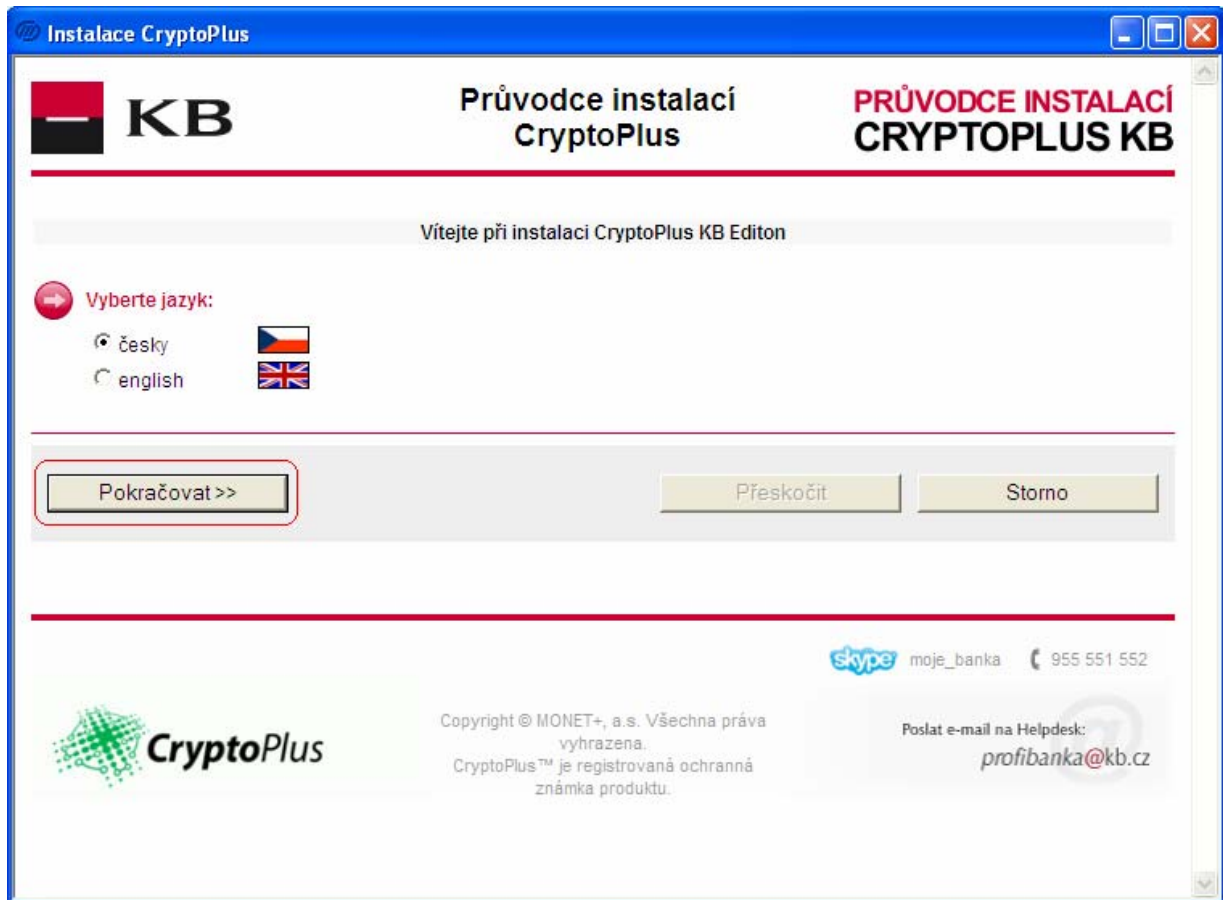 Instalace CryptoPlus
KB
Průvodce instalací
CryptoPlus
PRŮVODCE INSTALACÍ
CRYPTOPLUS KB
Vítejte při instalaci CryptoPlus KB Editon
Vyberte jazyk:
česky
english
Pokračovat >>
Přeskočit
Storno
skype moje_banka 955 551 552
CryptoPlus
Copyright © MONET+, a.s. Všechna práva
vyhrazena.
CryptoPlus™ je registrovaná ochranná
známka produktu.
Poslat e-mail na Helpdesk:
profibanka@kb.cz